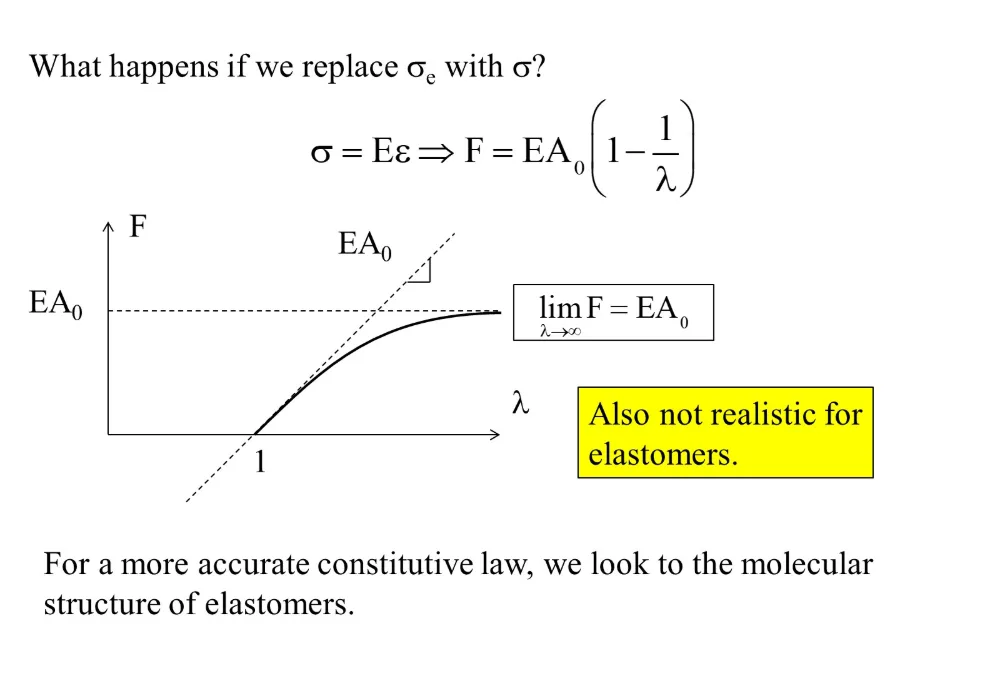 What happens if we replace σₑ with σ?
σ = Eε ⇒ F = EA₀(1 − 1/λ)
F
EA₀
EA₀
lim F = EA₀
λ→∞
λ
1
Also not realistic for
elastomers.
For a more accurate constitutive law, we look to the molecular
structure of elastomers.